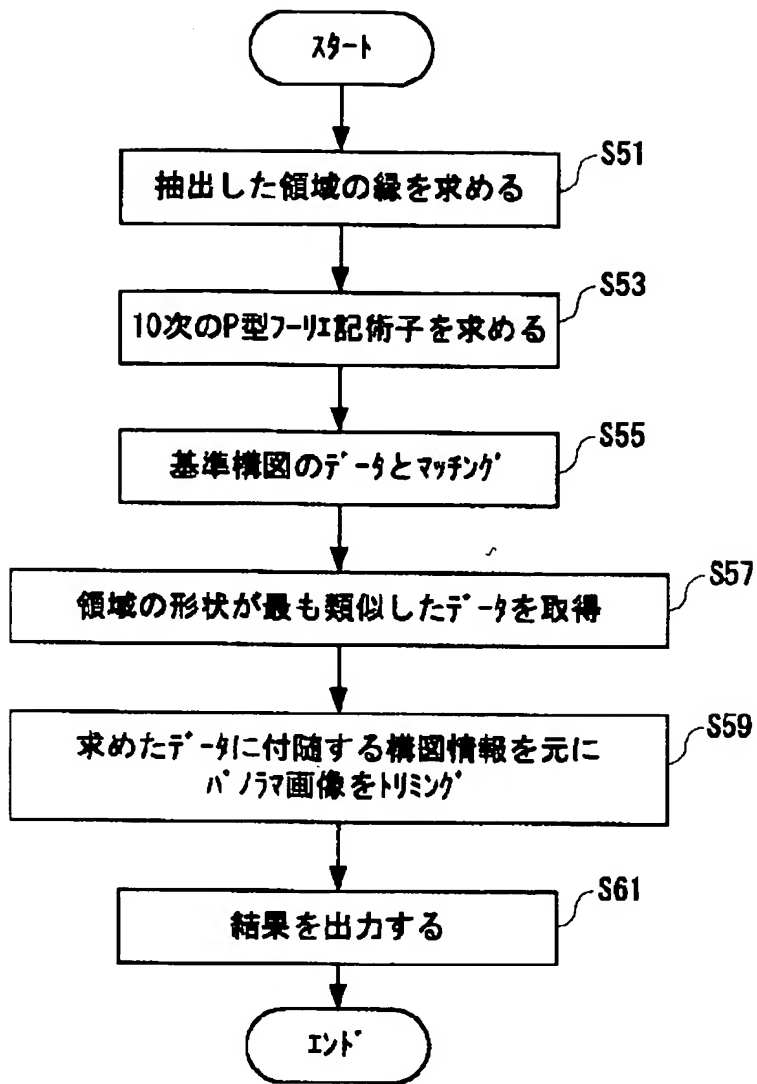 スタート
S51
抽出した領域の縁を求める
S53
10次のP型フーリエ記術子を求める
S55
基準構図のデータとマッチング
S57
領域の形状が最も類似したデータを取得
S59
求めたデータに付随する構図情報を元に
パノラマ画像をトリミング
S61
結果を出力する
エンド